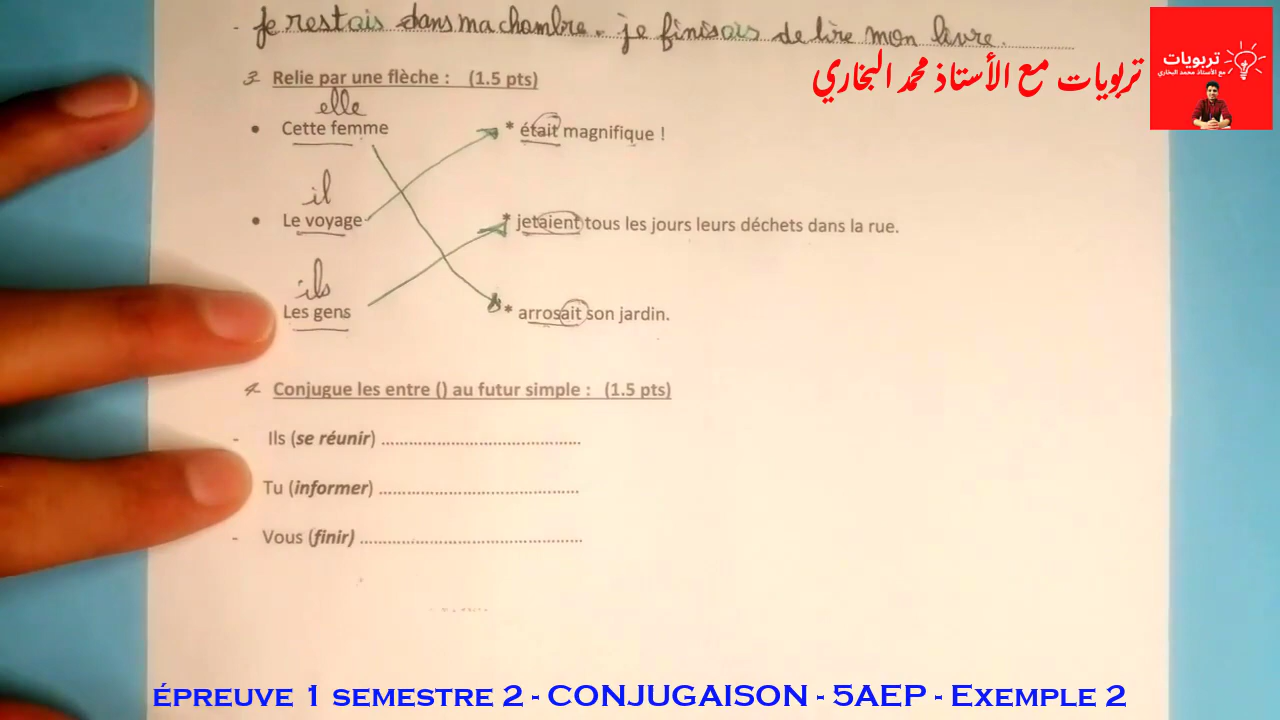 - Je restais dans ma chambre. je finisais de lire mon livre.
تربويات مع الأستاذ محمد البخاري
تربويات
مع الأستاذ محمد البخاري
3- Relie par une flèche : (1.5 pts)
elle
• Cette femme * était magnifique !
il
• Le voyage * jetaient tous les jours leurs déchets dans la rue.
ils
Les gens * arrosait son jardin.
4- Conjugue les entre () au futur simple : (1.5 pts)
- Ils (se réunir) ..........................................
Tu (informer) ..........................................
- Vous (finir) ..............................................
ÉPREUVE 1 SEMESTRE 2 - CONJUGAISON - 5AEP - EXEMPLE 2